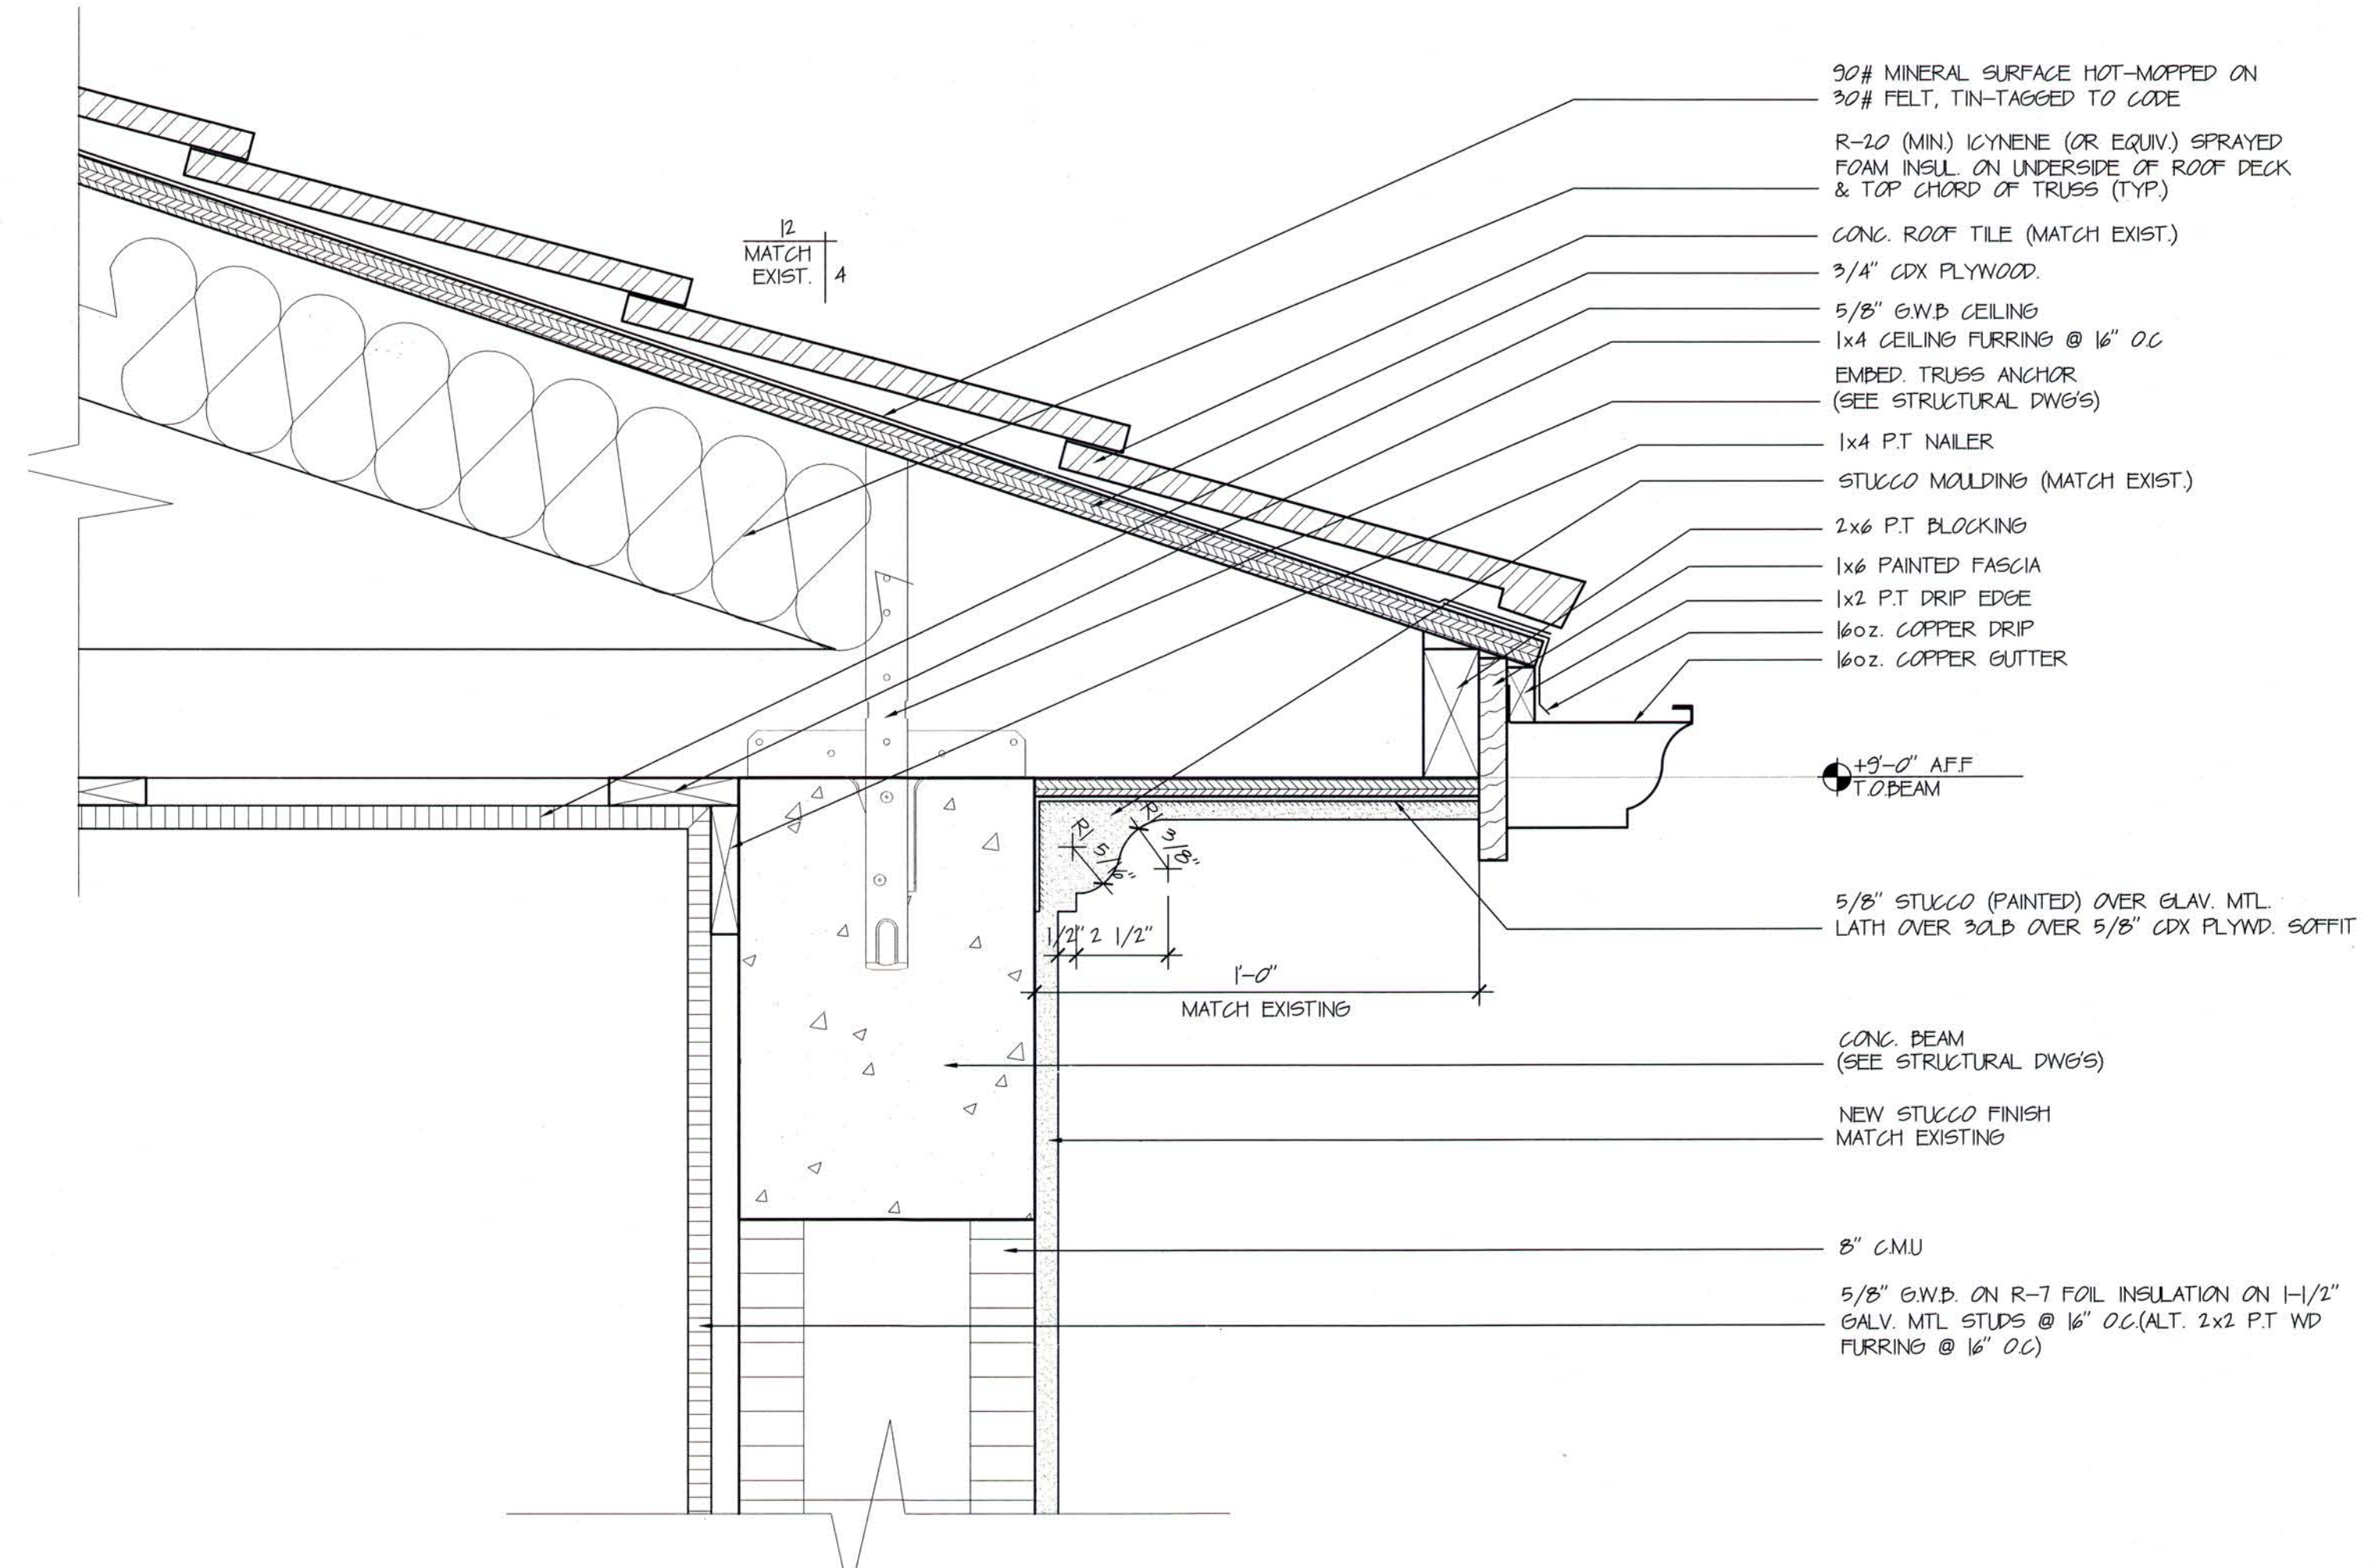 90# MINERAL SURFACE HOT-MOPPED ON
30# FELT, TIN-TAGGED TO CODE
R-20 (MIN.) ICYNENE (OR EQUIV.) SPRAYED
FOAM INSUL. ON UNDERSIDE OF ROOF DECK
& TOP CHORD OF TRUSS (TYP.)
12
MATCH
EXIST. 4
CONC. ROOF TILE (MATCH EXIST.)
3/4" CDX PLYWOOD.
5/8" G.W.B CEILING
1x4 CEILING FURRING @ 16" O.C
EMBED. TRUSS ANCHOR
(SEE STRUCTURAL DWG'S)
1x4 P.T NAILER
STUCCO MOULDING (MATCH EXIST.)
2x6 P.T BLOCKING
1x6 PAINTED FASCIA
1x2 P.T DRIP EDGE
16oz. COPPER DRIP
16oz. COPPER GUTTER
+9'-0" A.F.F
T.O.BEAM
R1 3/8"
R1 5/16"
1/2" 2 1/2"
1'-0"
MATCH EXISTING
5/8" STUCCO (PAINTED) OVER GLAV. MTL.
LATH OVER 30LB OVER 5/8" CDX PLYWD. SOFFIT
CONC. BEAM
(SEE STRUCTURAL DWG'S)
NEW STUCCO FINISH
MATCH EXISTING
8" C.M.U
5/8" G.W.B. ON R-7 FOIL INSULATION ON 1-1/2"
GALV. MTL STUDS @ 16" O.C.(ALT. 2x2 P.T WD
FURRING @ 16" O.C)